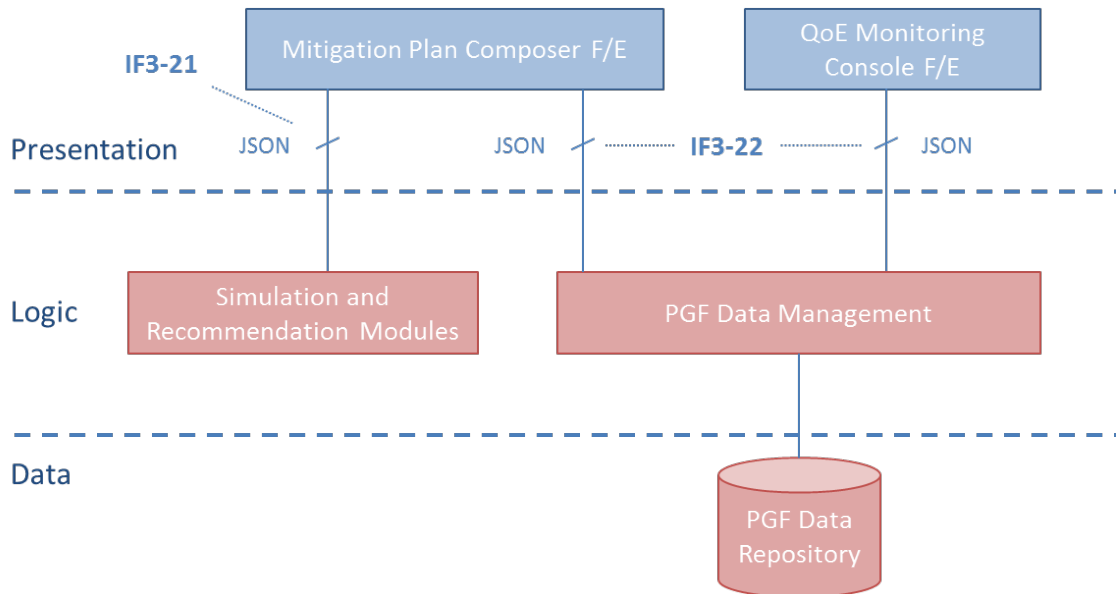 Mitigation Plan Composer F/E
QoE Monitoring
Console F/E
IF3-21
Presentation
JSON
JSON
IF3-22
JSON
Logic
Simulation and
Recommendation Modules
PGF Data Management
Data
PGF Data
Repository